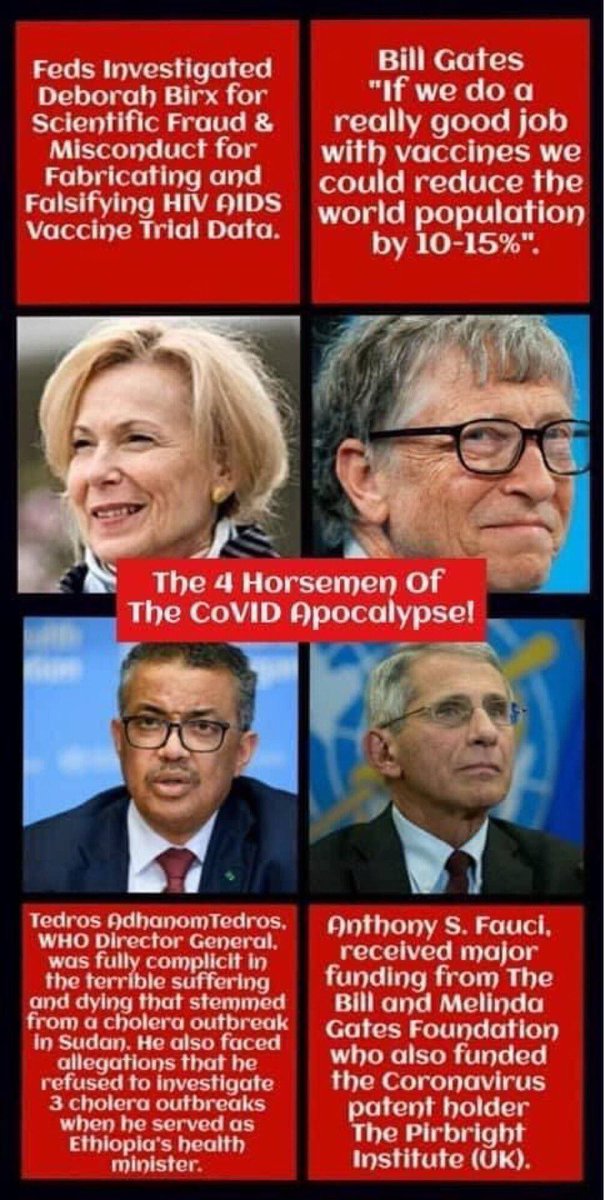 Feds Investigated
Deborah Birx for
Scientific Fraud &
Misconduct for
Fabricating and
Falsifying HIV AIDS
Vaccine Trial Data.
Bill Gates
"If we do a
really good job
with vaccines we
could reduce the
world population
by 10-15%".
The 4 Horsemen Of
The CoVID Apocalypse!
Tedros AdhanomTedros,
WHO Director General,
was fully complicit in
the terrible suffering
and dying that stemmed
from a cholera outbreak
in Sudan. He also faced
allegations that he
refused to investigate
3 cholera outbreaks
when he served as
Ethiopia's health
minister.
Anthony S. Fauci,
received major
funding from The
Bill and Melinda
Gates Foundation
who also funded
the Coronavirus
patent holder
The Pirbright
Institute (UK).